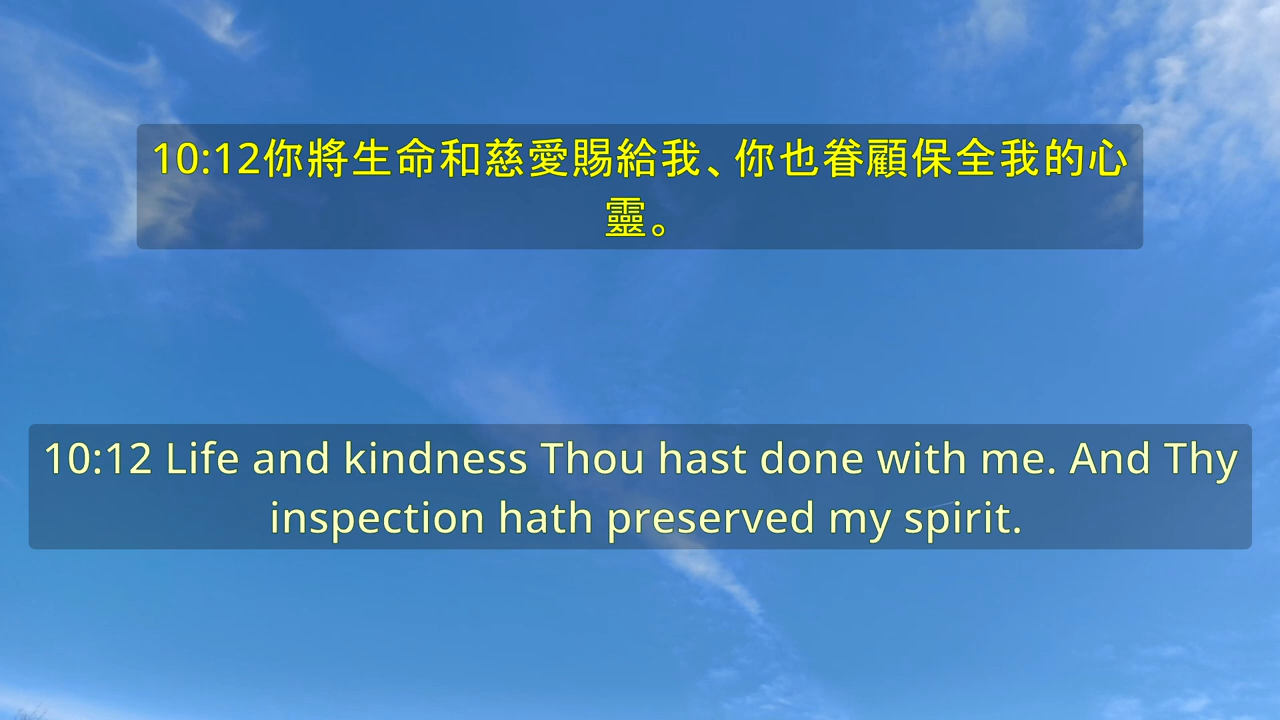 10:12你將生命和慈愛賜給我、你也眷顧保全我的心
靈。
10:12 Life and kindness Thou hast done with me. And Thy
inspection hath preserved my spirit.